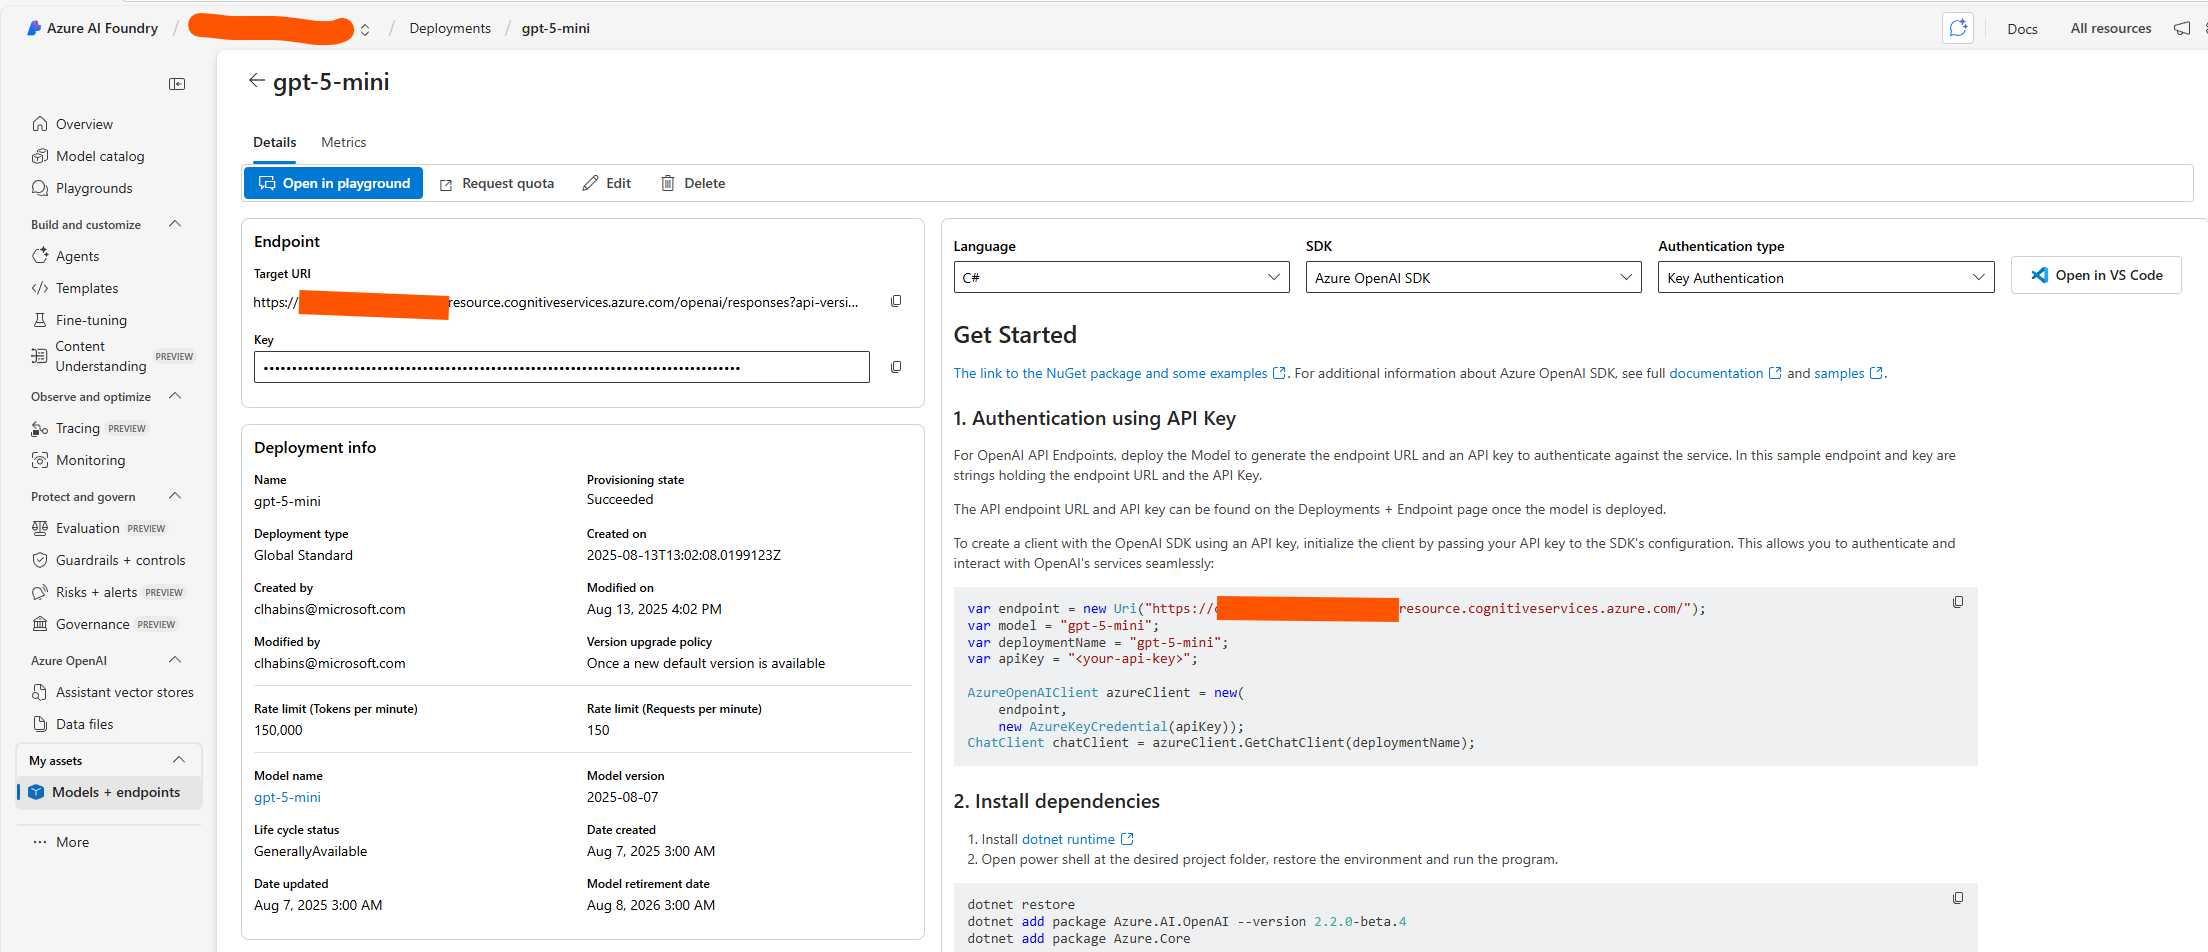 Azure AI Foundry / / Deployments / gpt-5-mini
Docs
All resources
gpt-5-mini
Overview
Model catalog
Playgrounds
Build and customize
Agents
Templates
Fine-tuning
Content
Understanding PREVIEW
Observe and optimize
Tracing PREVIEW
Monitoring
Protect and govern
Evaluation PREVIEW
Guardrails + controls
Risks + alerts PREVIEW
Governance PREVIEW
Azure OpenAI
Assistant vector stores
Data files
My assets
Models + endpoints
More
Details Metrics
Open in playground Request quota Edit Delete
Endpoint
Target URI
https:// resource.cognitiveservices.azure.com/openai/responses?api-versi...
Key
••••••••••••••••••••••••••••••••••••••••••••••••••••••••••••••••••••••••••••••••••••
Deployment info
Name
gpt-5-mini
Provisioning state
Succeeded
Deployment type
Global Standard
Created on
2025-08-13T13:02:08.0199123Z
Created by
clhabins@microsoft.com
Modified on
Aug 13, 2025 4:02 PM
Modified by
clhabins@microsoft.com
Version upgrade policy
Once a new default version is available
Rate limit (Tokens per minute)
150,000
Rate limit (Requests per minute)
150
Model name
gpt-5-mini
Model version
2025-08-07
Life cycle status
GenerallyAvailable
Date created
Aug 7, 2025 3:00 AM
Date updated
Aug 7, 2025 3:00 AM
Model retirement date
Aug 8, 2026 3:00 AM
Language
C#
SDK
Azure OpenAI SDK
Authentication type
Key Authentication
Open in VS Code
Get Started
The link to the NuGet package and some examples . For additional information about Azure OpenAI SDK, see full documentation and samples .
1. Authentication using API Key
For OpenAI API Endpoints, deploy the Model to generate the endpoint URL and an API key to authenticate against the service. In this sample endpoint and key are
strings holding the endpoint URL and the API Key.
The API endpoint URL and API key can be found on the Deployments + Endpoint page once the model is deployed.
To create a client with the OpenAI SDK using an API key, initialize the client by passing your API key to the SDK's configuration. This allows you to authenticate and
interact with OpenAI's services seamlessly:
var endpoint = new Uri("https:// resource.cognitiveservices.azure.com/");
var model = "gpt-5-mini";
var deploymentName = "gpt-5-mini";
var apiKey = "<your-api-key>";
AzureOpenAIClient azureClient = new(
endpoint,
new AzureKeyCredential(apiKey));
ChatClient chatClient = azureClient.GetChatClient(deploymentName);
2. Install dependencies
1. Install dotnet runtime
2. Open power shell at the desired project folder, restore the environment and run the program.
dotnet restore
dotnet add package Azure.AI.OpenAI --version 2.2.0-beta.4
dotnet add package Azure.Core